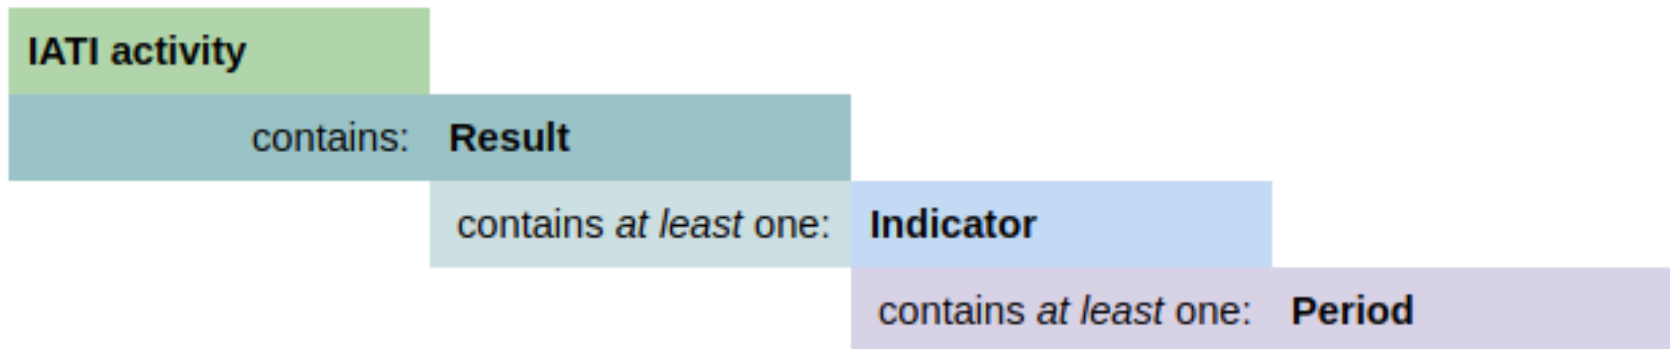 IATI activity
contains: Result
contains at least one: Indicator
contains at least one: Period